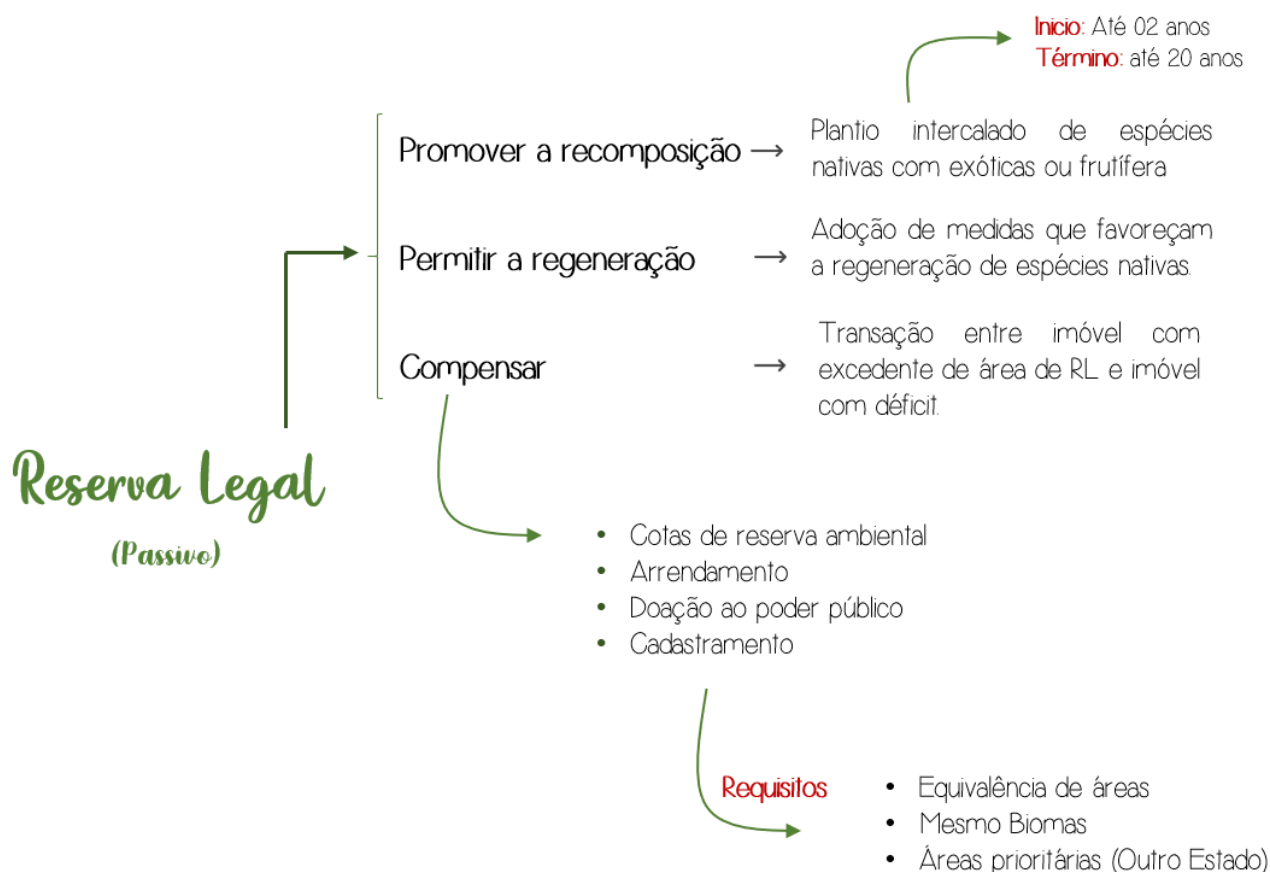 Inicio: Até 02 anos
Término: até 20 anos
Promover a recomposição →
Plantio intercalado de espécies
nativas com exóticas ou frutífera
Permitir a regeneração →
Adoção de medidas que favoreçam
a regeneração de espécies nativas.
Compensar →
Transação entre imóvel com
excedente de área de RL e imóvel
com déficit.
Reserva Legal
(Passivo)
• Cotas de reserva ambiental
• Arrendamento
• Doação ao poder público
• Cadastramento
Requisitos
• Equivalência de áreas
• Mesmo Biomas
• Áreas prioritárias (Outro Estado)